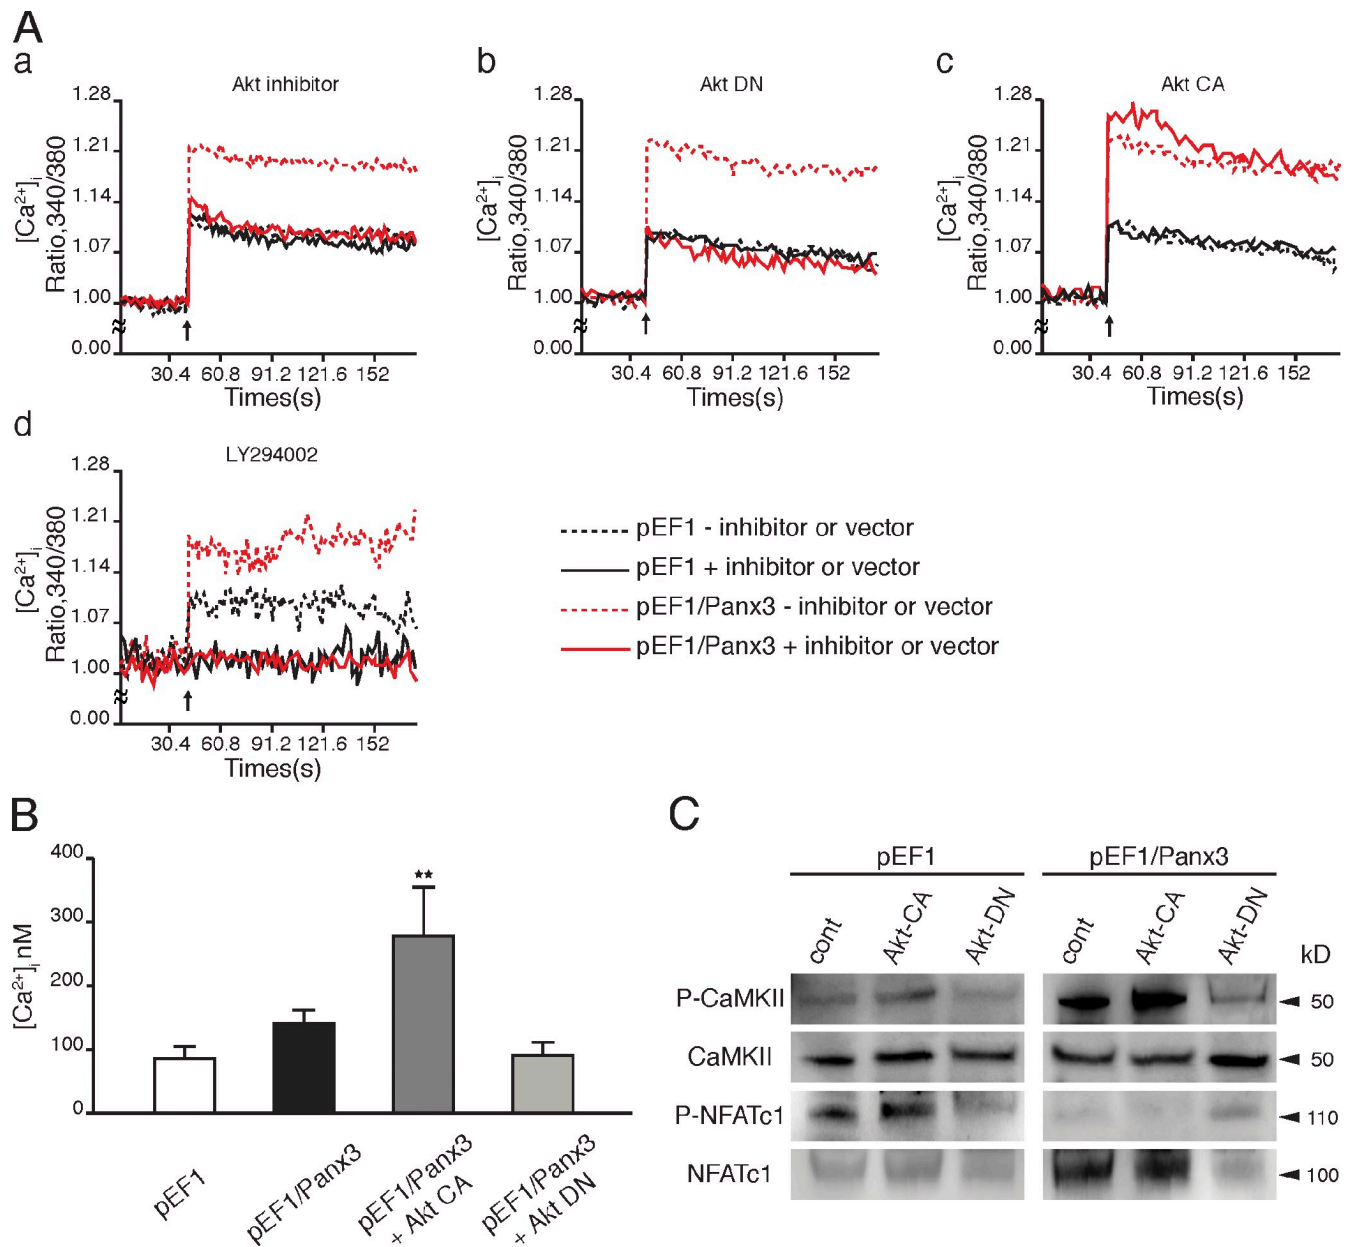 A
a
Akt inhibitor
[Ca2+]i
Ratio,340/380
1.28
1.21
1.14
1.07
1.00
0.00
30.4 60.8 91.2 121.6 152
Times(s)
b
Akt DN
[Ca2+]i
Ratio,340/380
1.28
1.21
1.14
1.07
1.00
0.00
30.4 60.8 91.2 121.6 152
Times(s)
c
Akt CA
[Ca2+]i
Ratio,340/380
1.28
1.21
1.14
1.07
1.00
0.00
30.4 60.8 91.2 121.6 152
Times(s)
d
LY294002
[Ca2+]i
Ratio,340/380
1.28
1.21
1.14
1.07
1.00
0.00
30.4 60.8 91.2 121.6 152
Times(s)
pEF1 - inhibitor or vector
pEF1 + inhibitor or vector
pEF1/Panx3 - inhibitor or vector
pEF1/Panx3 + inhibitor or vector
B
[Ca2+]i nM
400
300
200
100
0
**
pEF1
pEF1/Panx3
pEF1/Panx3
+ Akt CA
pEF1/Panx3
+ Akt DN
C
pEF1
pEF1/Panx3
cont
Akt-CA
Akt-DN
cont
Akt-CA
Akt-DN
kD
P-CaMKII
50
CaMKII
50
P-NFATc1
110
NFATc1
100